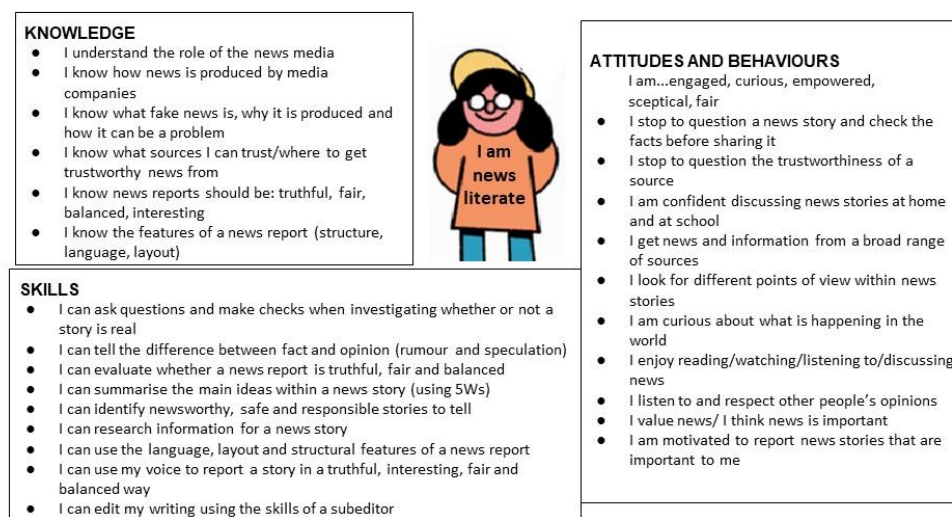 KNOWLEDGE
● I understand the role of the news media
● I know how news is produced by media
companies
● I know what fake news is, why it is produced and
how it can be a problem
● I know what sources I can trust/where to get
trustworthy news from
● I know news reports should be: truthful, fair,
balanced, interesting
● I know the features of a news report (structure,
language, layout)
I am
news
literate
SKILLS
● I can ask questions and make checks when investigating whether or not a
story is real
● I can tell the difference between fact and opinion (rumour and speculation)
● I can evaluate whether a news report is truthful, fair and balanced
● I can summarise the main ideas within a news story (using 5Ws)
● I can identify newsworthy, safe and responsible stories to tell
● I can research information for a news story
● I can use the language, layout and structural features of a news report
● I can use my voice to report a story in a truthful, interesting, fair and
balanced way
● I can edit my writing using the skills of a subeditor
ATTITUDES AND BEHAVIOURS
I am...engaged, curious, empowered,
sceptical, fair
● I stop to question a news story and check the
facts before sharing it
● I stop to question the trustworthiness of a
source
● I am confident discussing news stories at home
and at school
● I get news and information from a broad range
of sources
● I look for different points of view within news
stories
● I am curious about what is happening in the
world
● I enjoy reading/watching/listening to/discussing
news
● I listen to and respect other people's opinions
● I value news/ I think news is important
● I am motivated to report news stories that are
important to me